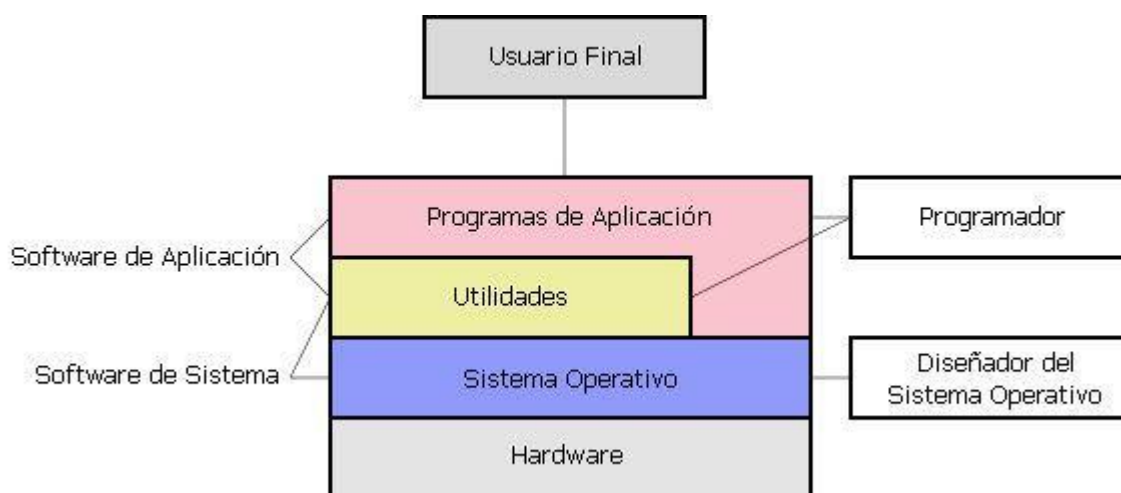 Usuario Final
Programas de Aplicación
Programador
Software de Aplicación
Utilidades
Software de Sistema
Sistema Operativo
Diseñador del
Sistema Operativo
Hardware